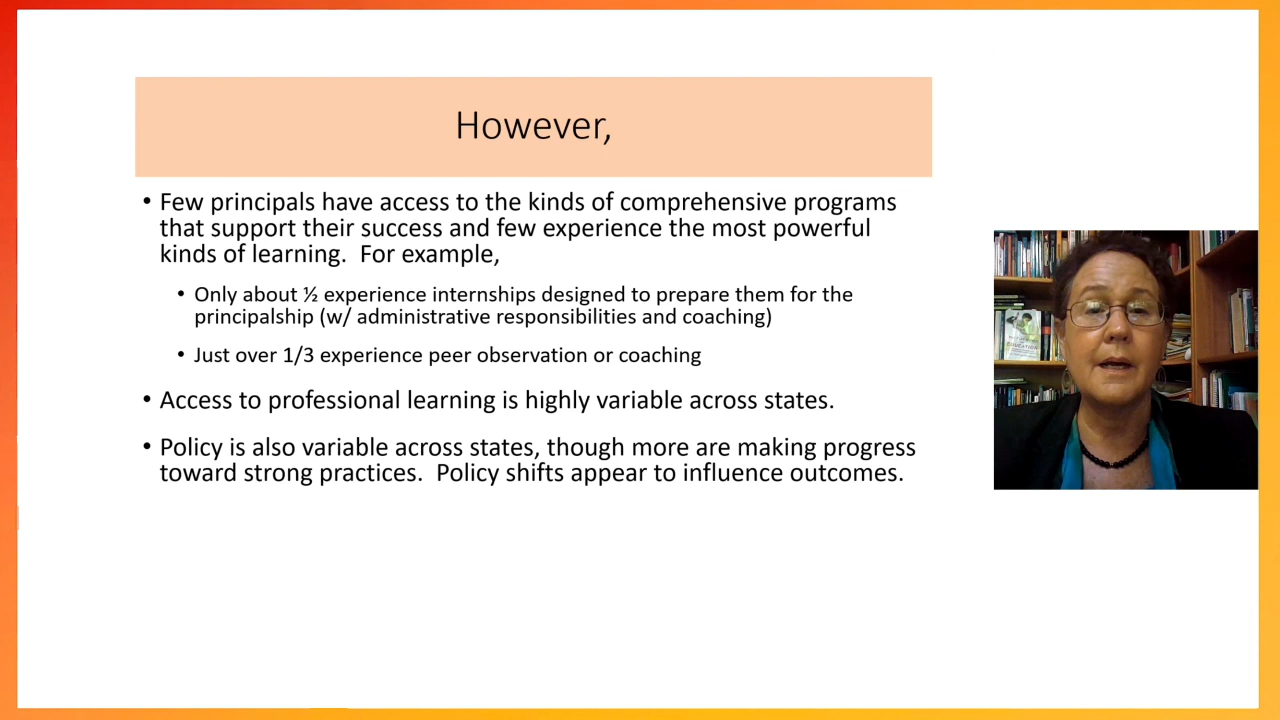 However,
• Few principals have access to the kinds of comprehensive programs
that support their success and few experience the most powerful
kinds of learning.  For example,
• Only about ½ experience internships designed to prepare them for the
principalship (w/ administrative responsibilities and coaching)
• Just over 1/3 experience peer observation or coaching
• Access to professional learning is highly variable across states.
• Policy is also variable across states, though more are making progress
toward strong practices.  Policy shifts appear to influence outcomes.